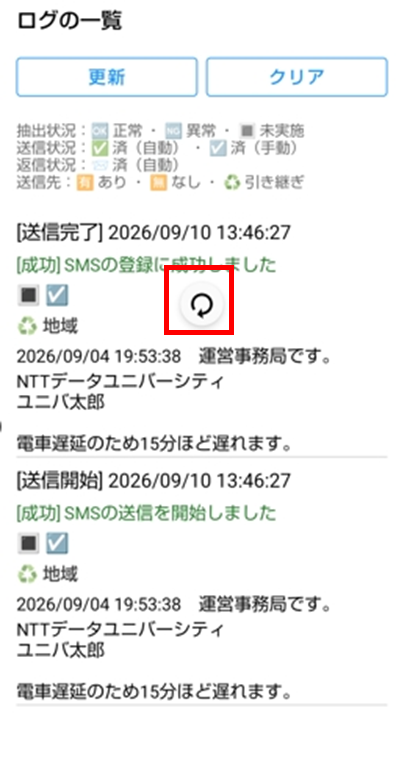 ログの一覧
更新 クリア
抽出状況：🆗 正常 ・ 🆖 異常 ・ 🔳 未実施
送信状況：✅ 済（自動） ・ ☑️ 済（手動）
返信状況：📨 済（自動）
送信先：🈶 あり ・ 🈚 なし ・ ♻️ 引き継ぎ
[送信完了] 2026/09/10 13:46:27
[成功] SMSの登録に成功しました
🔳 ☑️
♻️ 地域
2026/09/04 19:53:38　運営事務局です。
NTTデータユニバーシティ
ユニバ太郎
電車遅延のため15分ほど遅れます。
[送信開始] 2026/09/10 13:46:27
[成功] SMSの送信を開始しました
🔳 ☑️
♻️ 地域
2026/09/04 19:53:38　運営事務局です。
NTTデータユニバーシティ
ユニバ太郎
電車遅延のため15分ほど遅れます。